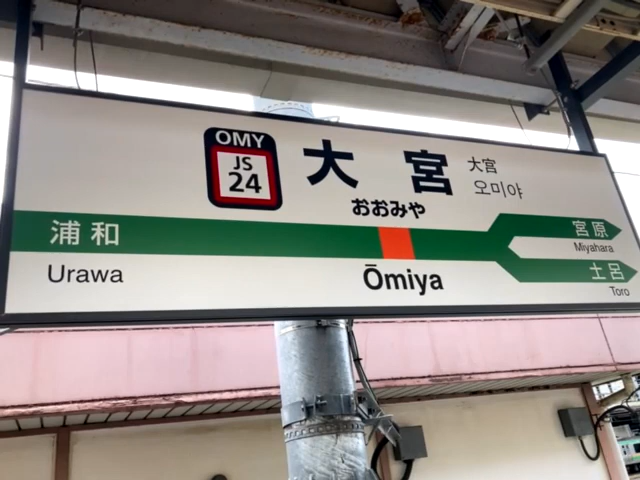 OMY
JS
24
大宮
大宮
오미야
おおみや
浦和
宮原
Miyahara
Urawa
Ōmiya
土呂
Toro